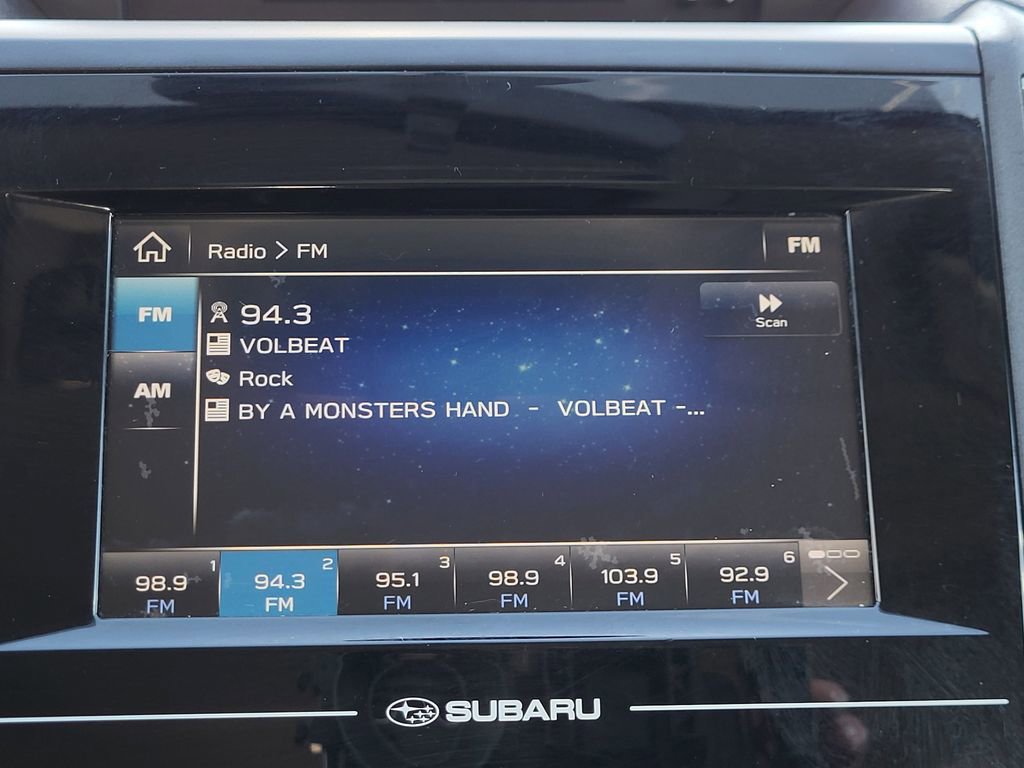 Radio > FM
FM
FM
94.3
Scan
VOLBEAT
AM
Rock
BY A MONSTERS HAND - VOLBEAT -...
1
98.9
FM
2
94.3
FM
3
95.1
FM
4
98.9
FM
5
103.9
FM
6
92.9
FM
SUBARU